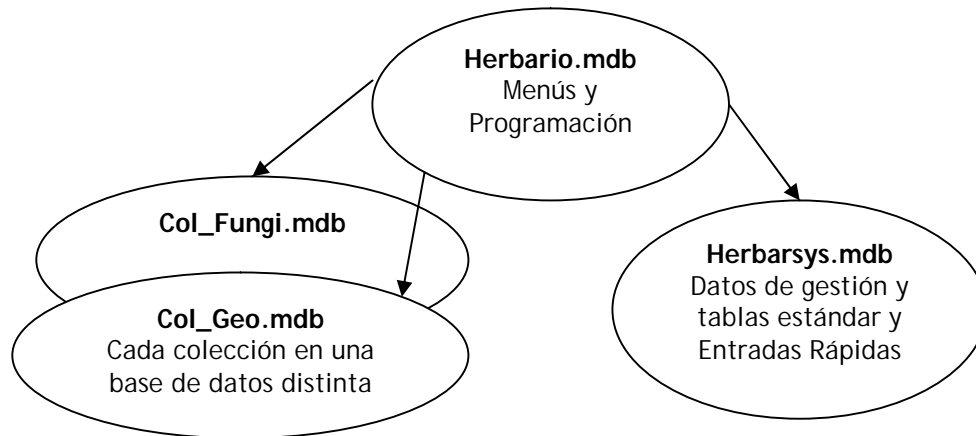 Herbario.mdb
Menús y
Programación
Col_Fungi.mdb
Col_Geo.mdb
Cada colección en una
base de datos distinta
Herbarsys.mdb
Datos de gestión y
tablas estándar y
Entradas Rápidas